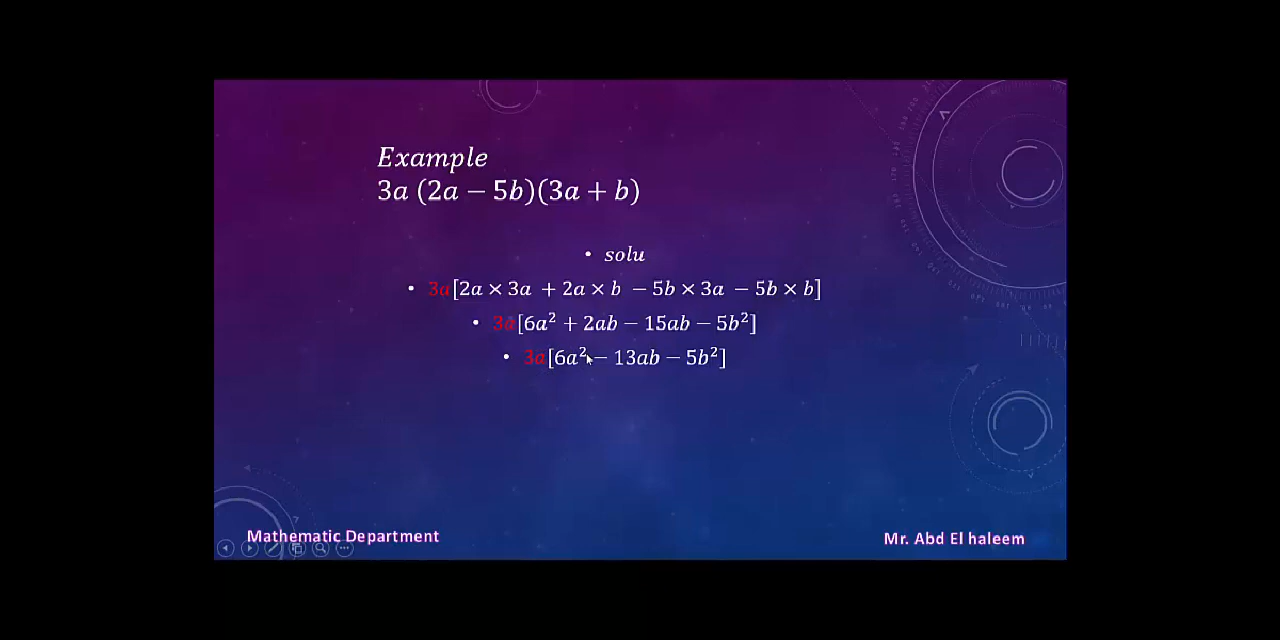 Example
3a (2a − 5b)(3a + b)
• solu
• 3a[2a × 3a + 2a × b − 5b × 3a − 5b × b]
• 3a[6a² + 2ab − 15ab − 5b²]
• 3a[6a² − 13ab − 5b²]
Mathematic Department
Mr. Abd El haleem